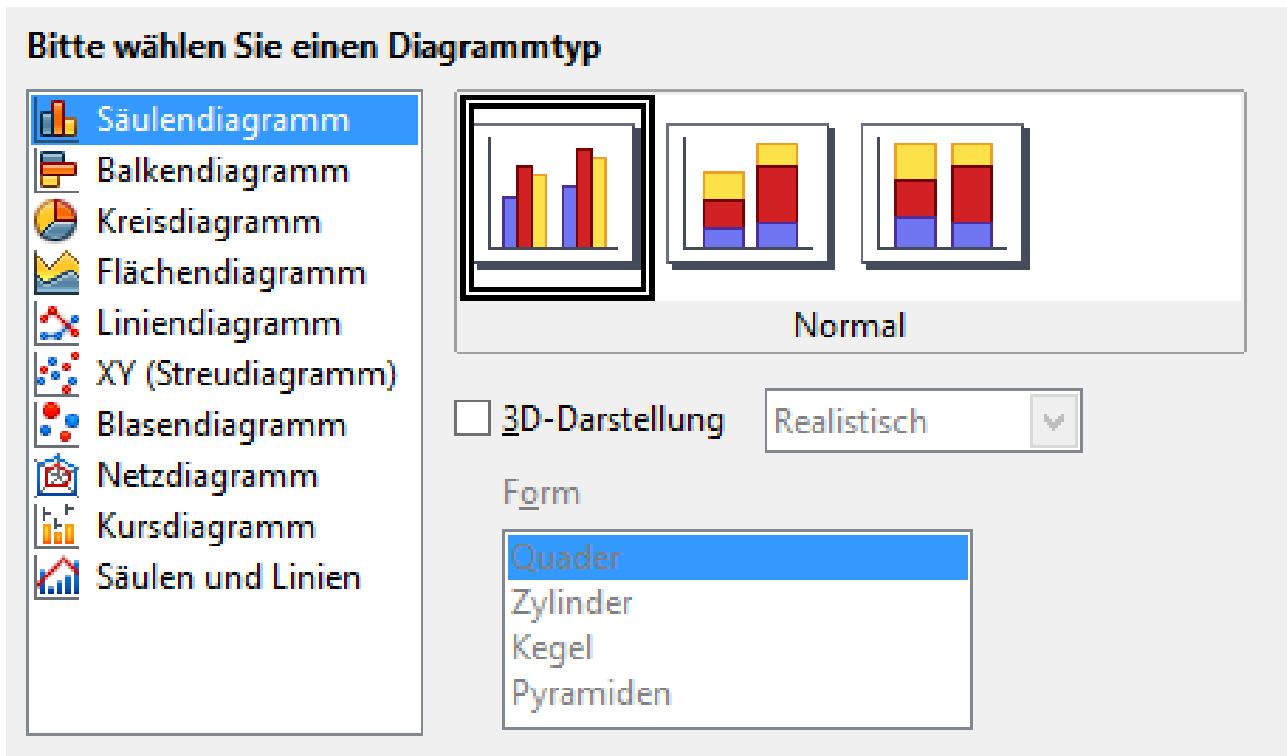 Bitte wählen Sie einen Diagrammtyp
Säulendiagramm
Balkendiagramm
Kreisdiagramm
Flächendiagramm
Liniendiagramm
XY (Streudiagramm)
Blasendiagramm
Netzdiagramm
Kursdiagramm
Säulen und Linien
Normal
3D-Darstellung
Realistisch
Form
Quader
Zylinder
Kegel
Pyramiden